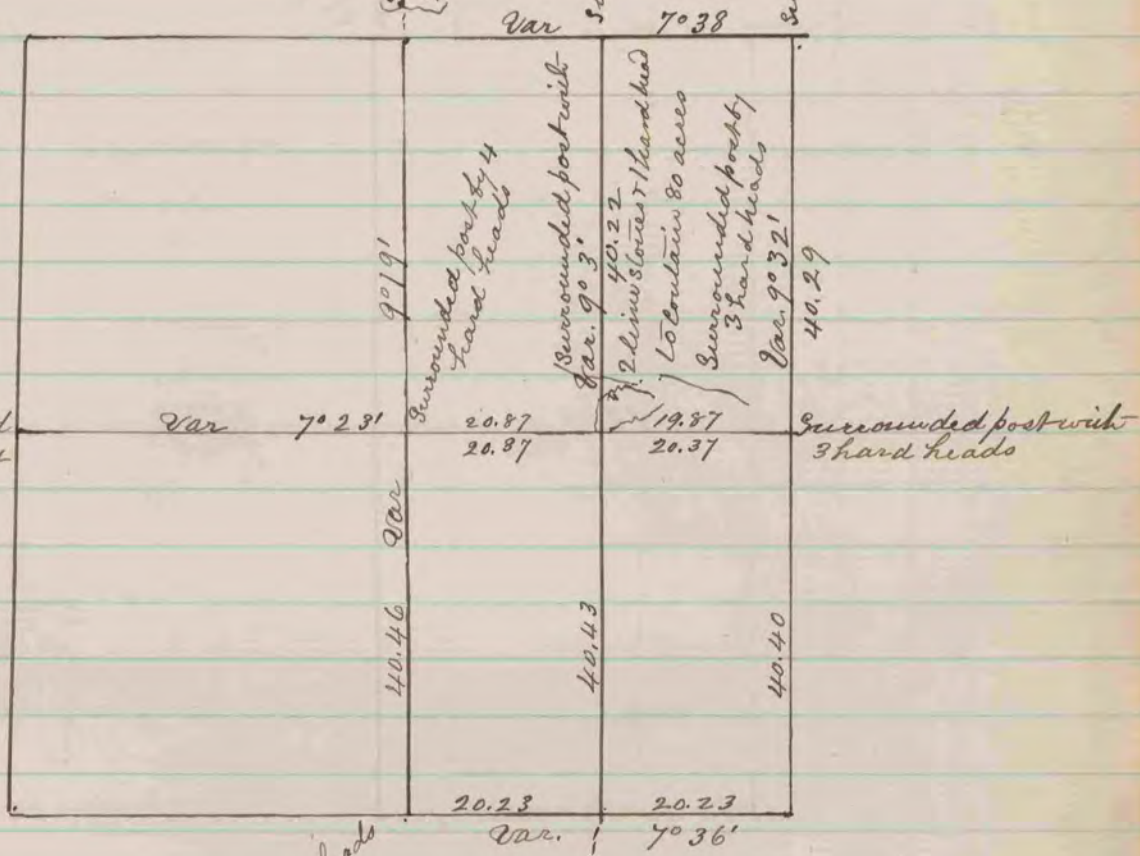 Var 7° 38
9° 19'
Surrounded post by 4
hard heads
Surrounded post with
Var. 9° 3'
40.22
2 lime stones & 1 hard head
to Contain 80 acres
Surrounded post by
3 hard heads
Var. 9° 32'
40.29
Var 7° 23'
20.87
19.87
Surrounded post with
20.87
20.37
3 hard heads
Var
40.46
40.43
40.40
20.23
20.23
Var. 7° 36'